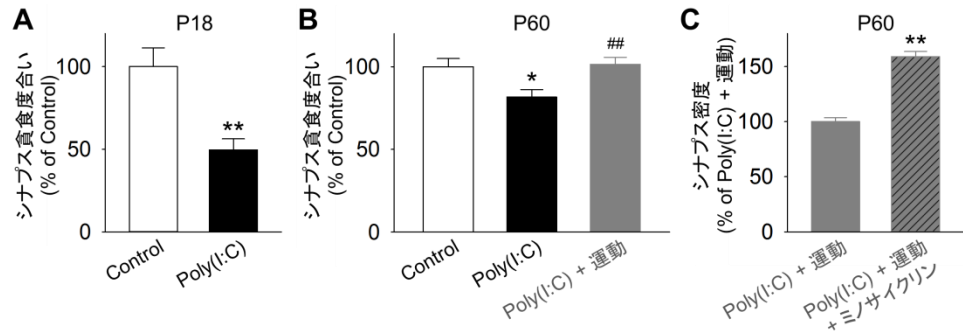 A
P18
シナプス貪食度合い
(% of Control)
100
50
0
**
Control
Poly(I:C)
B
P60
シナプス貪食度合い
(% of Control)
100
50
0
*
##
Control
Poly(I:C)
Poly(I:C) + 運動
C
P60
シナプス密度
(% of Poly(I:C) + 運動)
150
100
50
0
**
Poly(I:C) + 運動
Poly(I:C) + 運動
+ ミノサイクリン